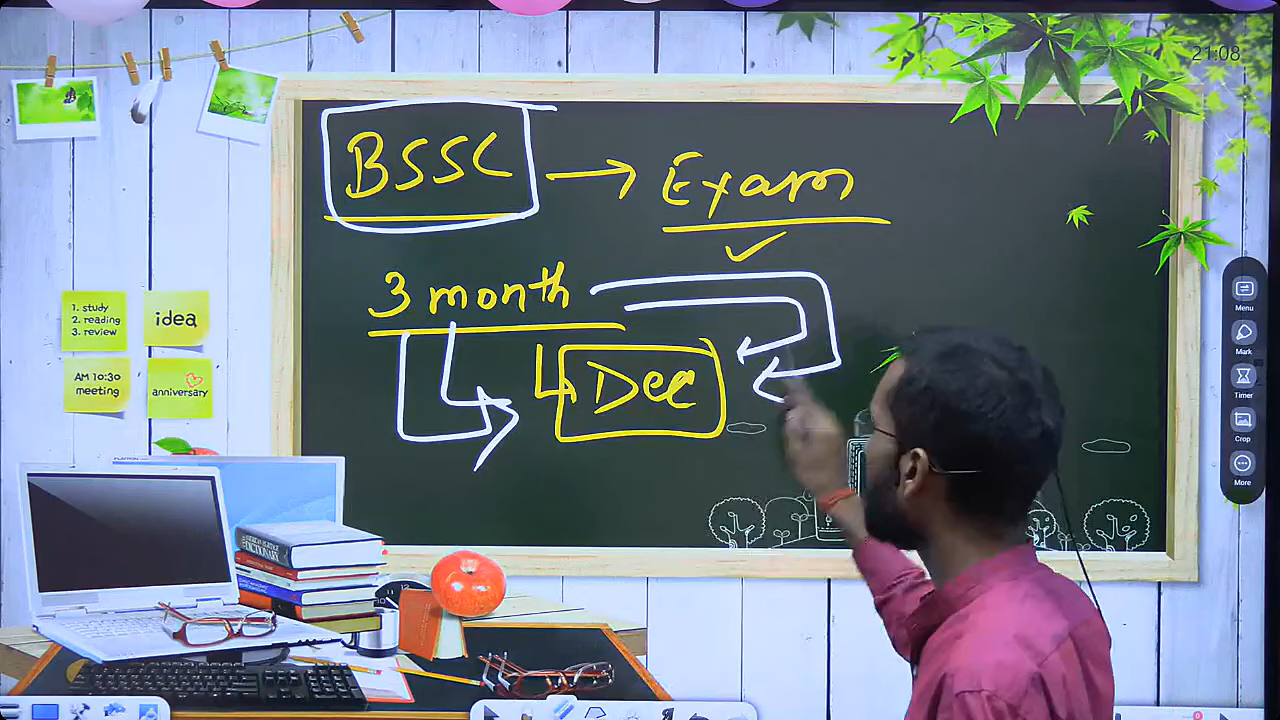 21:08
BSSC → Exam
✓
3 month
Dec
1. study
2. reading
3. review
idea
AM 10:30
meeting
anniversary
Menu
Mark
Timer
Crop
More
DICTIONARY